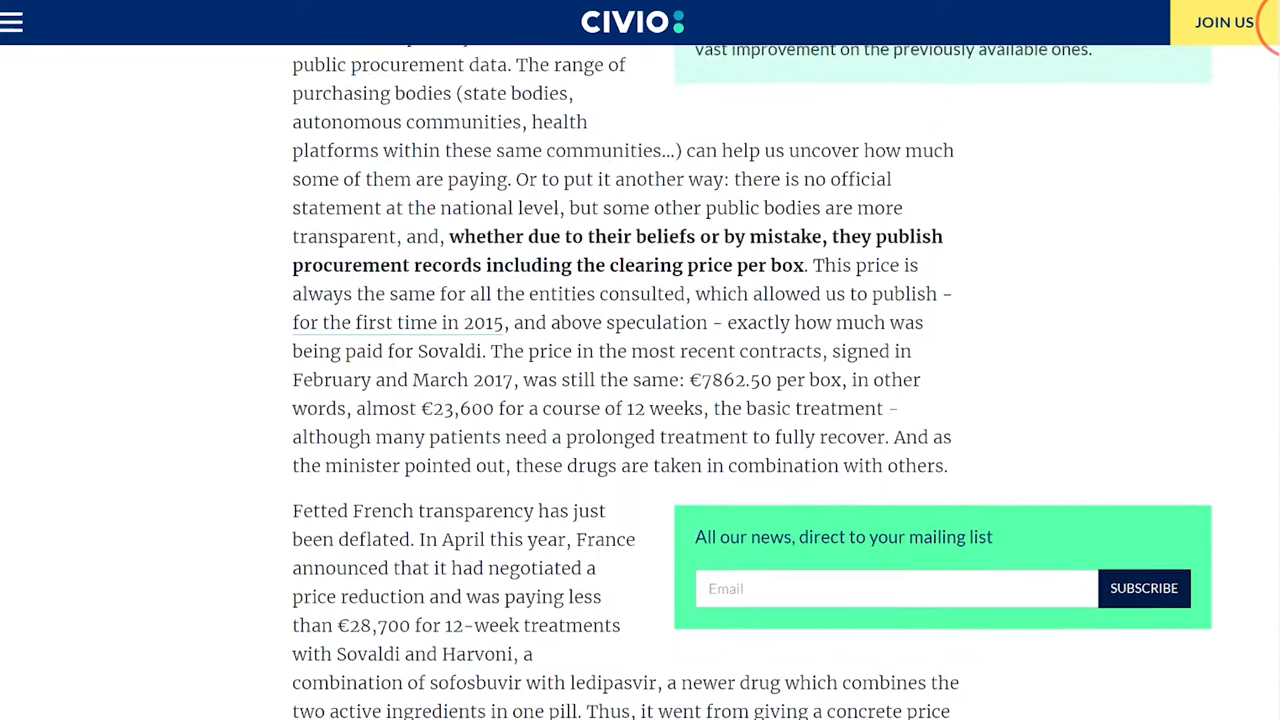 CIVIO
JOIN US
vast improvement on the previously available ones.
public procurement data. The range of
purchasing bodies (state bodies,
autonomous communities, health
platforms within these same communities...) can help us uncover how much
some of them are paying. Or to put it another way: there is no official
statement at the national level, but some other public bodies are more
transparent, and, whether due to their beliefs or by mistake, they publish
procurement records including the clearing price per box. This price is
always the same for all the entities consulted, which allowed us to publish -
for the first time in 2015, and above speculation - exactly how much was
being paid for Sovaldi. The price in the most recent contracts, signed in
February and March 2017, was still the same: €7862.50 per box, in other
words, almost €23,600 for a course of 12 weeks, the basic treatment -
although many patients need a prolonged treatment to fully recover. And as
the minister pointed out, these drugs are taken in combination with others.
Fetted French transparency has just
been deflated. In April this year, France
announced that it had negotiated a
price reduction and was paying less
than €28,700 for 12-week treatments
with Sovaldi and Harvoni, a
combination of sofosbuvir with ledipasvir, a newer drug which combines the
two active ingredients in one pill. Thus, it went from giving a concrete price
All our news, direct to your mailing list
Email
SUBSCRIBE